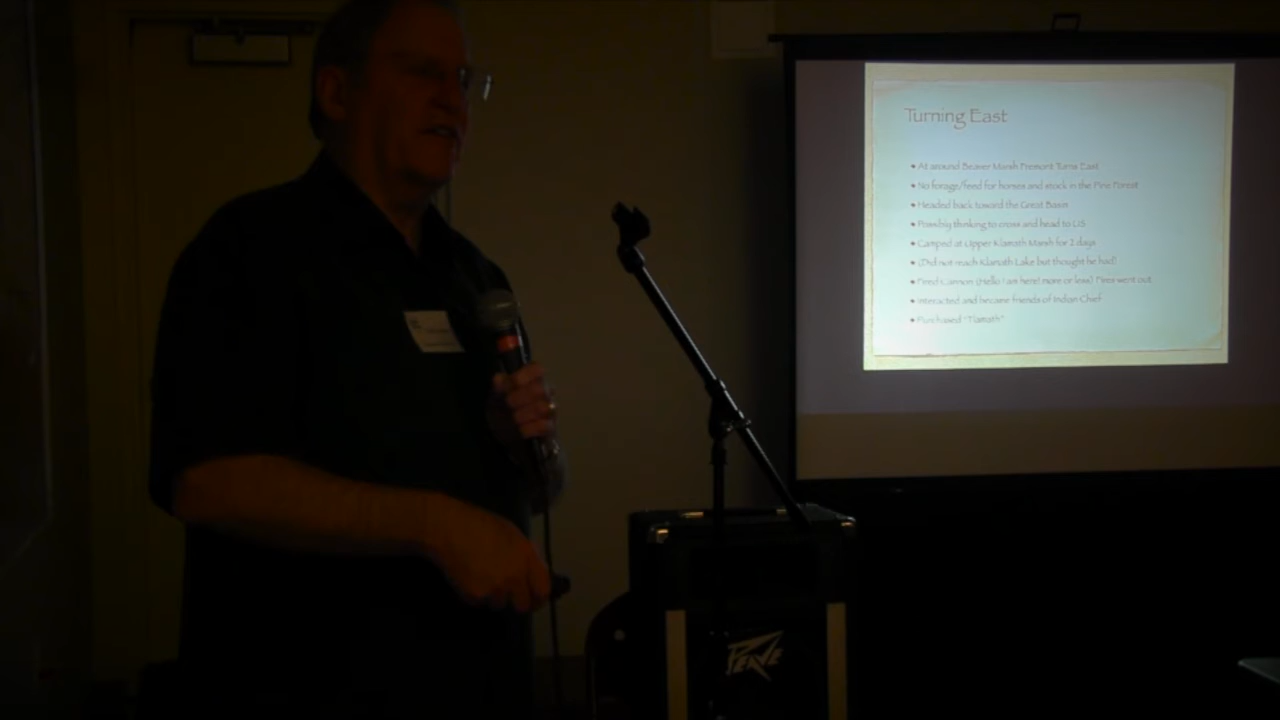 Turning East
• At around Beaver Marsh Fremont Turns East
• No forage/feed for horses and stock in the Pine Forest
• Headed back toward the Great Basin
• Possibly thinking to cross and head to US
• Camped at Upper Klamath Marsh for 2 days
• (Did not reach Klamath Lake but thought he had)
• Fired Cannon (Hello I am here! more or less) Fires went out
• Interacted and became friends of Indian Chief
• Purchased "Tlamath"
PEAVEY